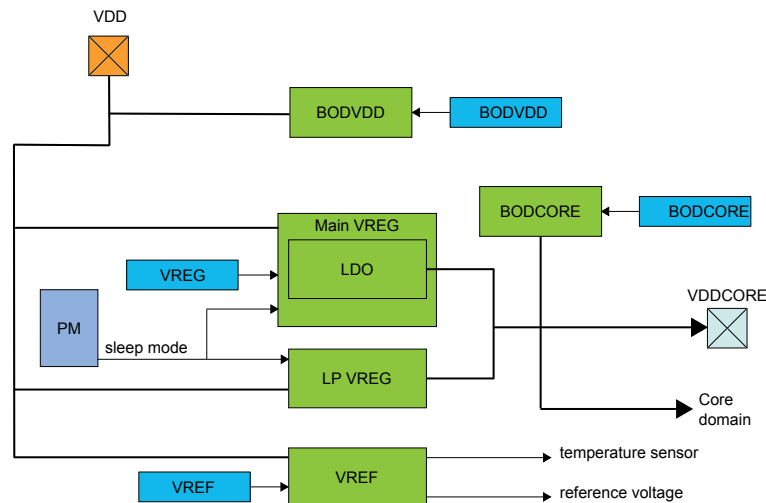 VDD
BODVDD
BODVDD
BODCORE
BODCORE
Main VREG
LDO
VREG
VDDCORE
PM
sleep mode
LP VREG
Core
domain
VREF
temperature sensor
VREF
reference voltage